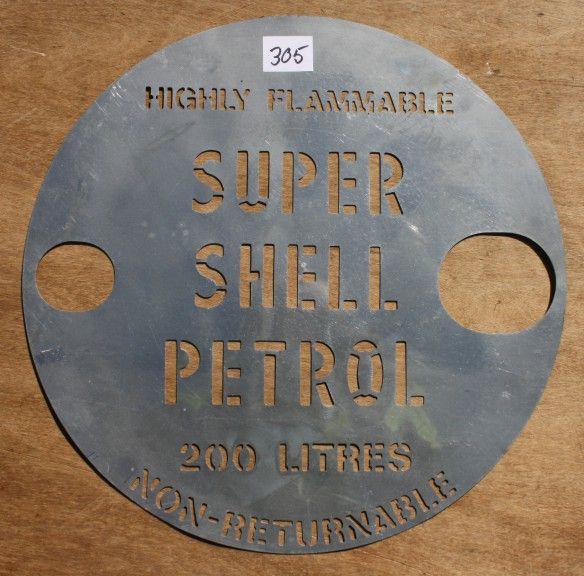 305
HIGHLY FLAMMABLE
SUPER
SHELL
PETROL
200 LITRES
NON-RETURNABLE